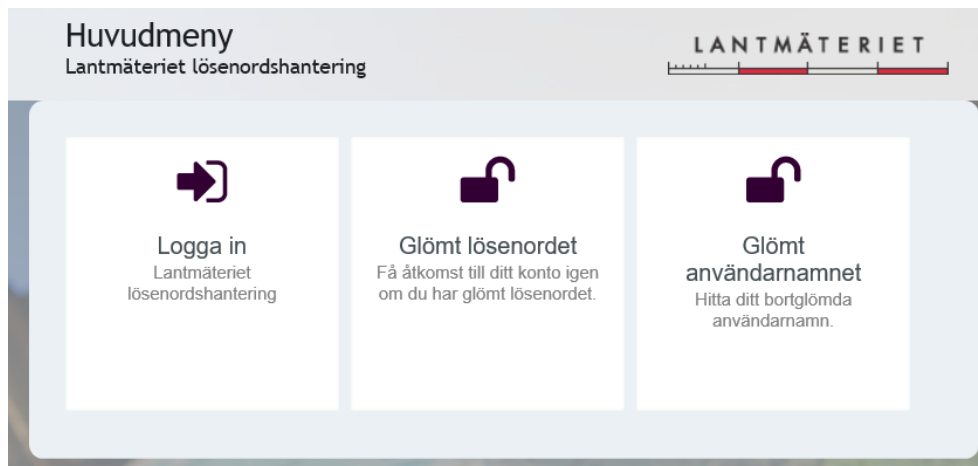 Huvudmeny
Lantmäteriet lösenordshantering
LANTMÄTERIET
Logga in
Lantmäteriet
lösenordshantering
Glömt lösenordet
Få åtkomst till ditt konto igen
om du har glömt lösenordet.
Glömt
användarnamnet
Hitta ditt bortglömda
användarnamn.